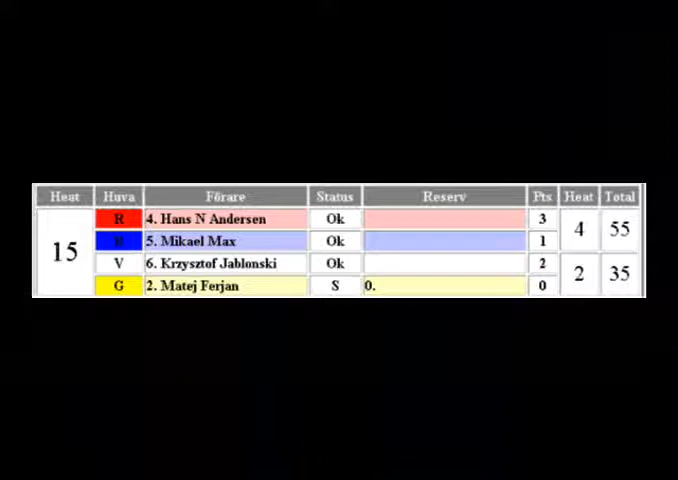 Heat Huva Förare Status Reserv Pts Heat Total
15 R 4. Hans N Andersen Ok 3 4 55
B 5. Mikael Max Ok 1
V 6. Krzysztof Jablonski Ok 2 2 35
G 2. Matej Ferjan S 0. 0